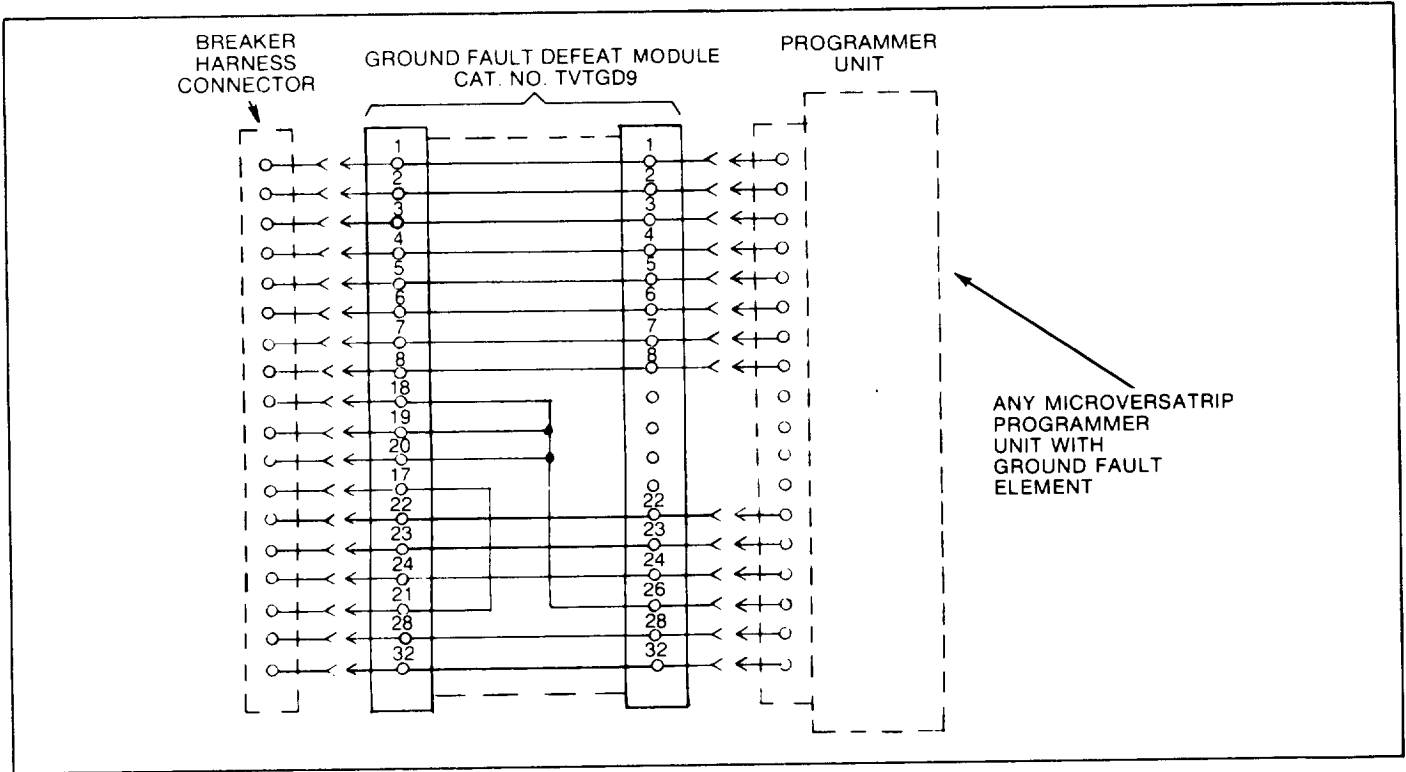 BREAKER
HARNESS
CONNECTOR
GROUND FAULT DEFEAT MODULE
CAT. NO. TVTGD9
PROGRAMMER
UNIT
1
2
3
4
5
6
7
8
18
19
20
17
22
23
24
21
28
32
1
2
3
4
5
6
7
8
22
23
24
26
28
32
ANY MICROVERSATRIP
PROGRAMMER
UNIT WITH
GROUND FAULT
ELEMENT